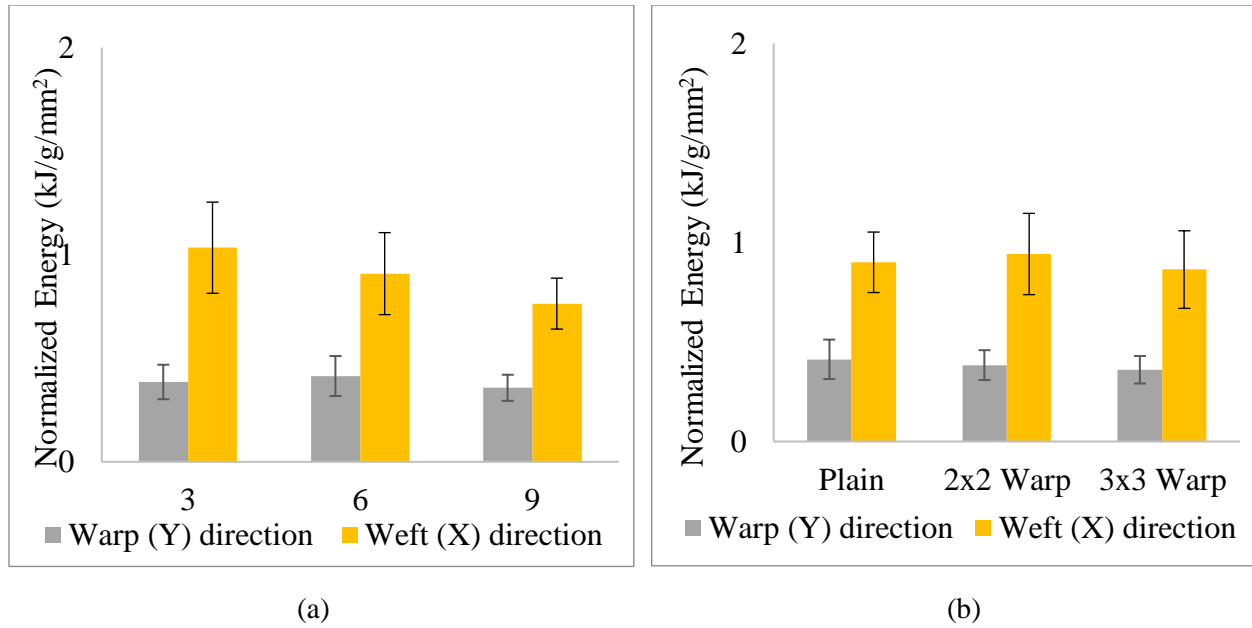 Normalized Energy (kJ/g/mm²)
2
1
0
3 6 9
Warp (Y) direction Weft (X) direction
(a)
Normalized Energy (kJ/g/mm²)
2
1
0
Plain 2x2 Warp 3x3 Warp
Warp (Y) direction Weft (X) direction
(b)